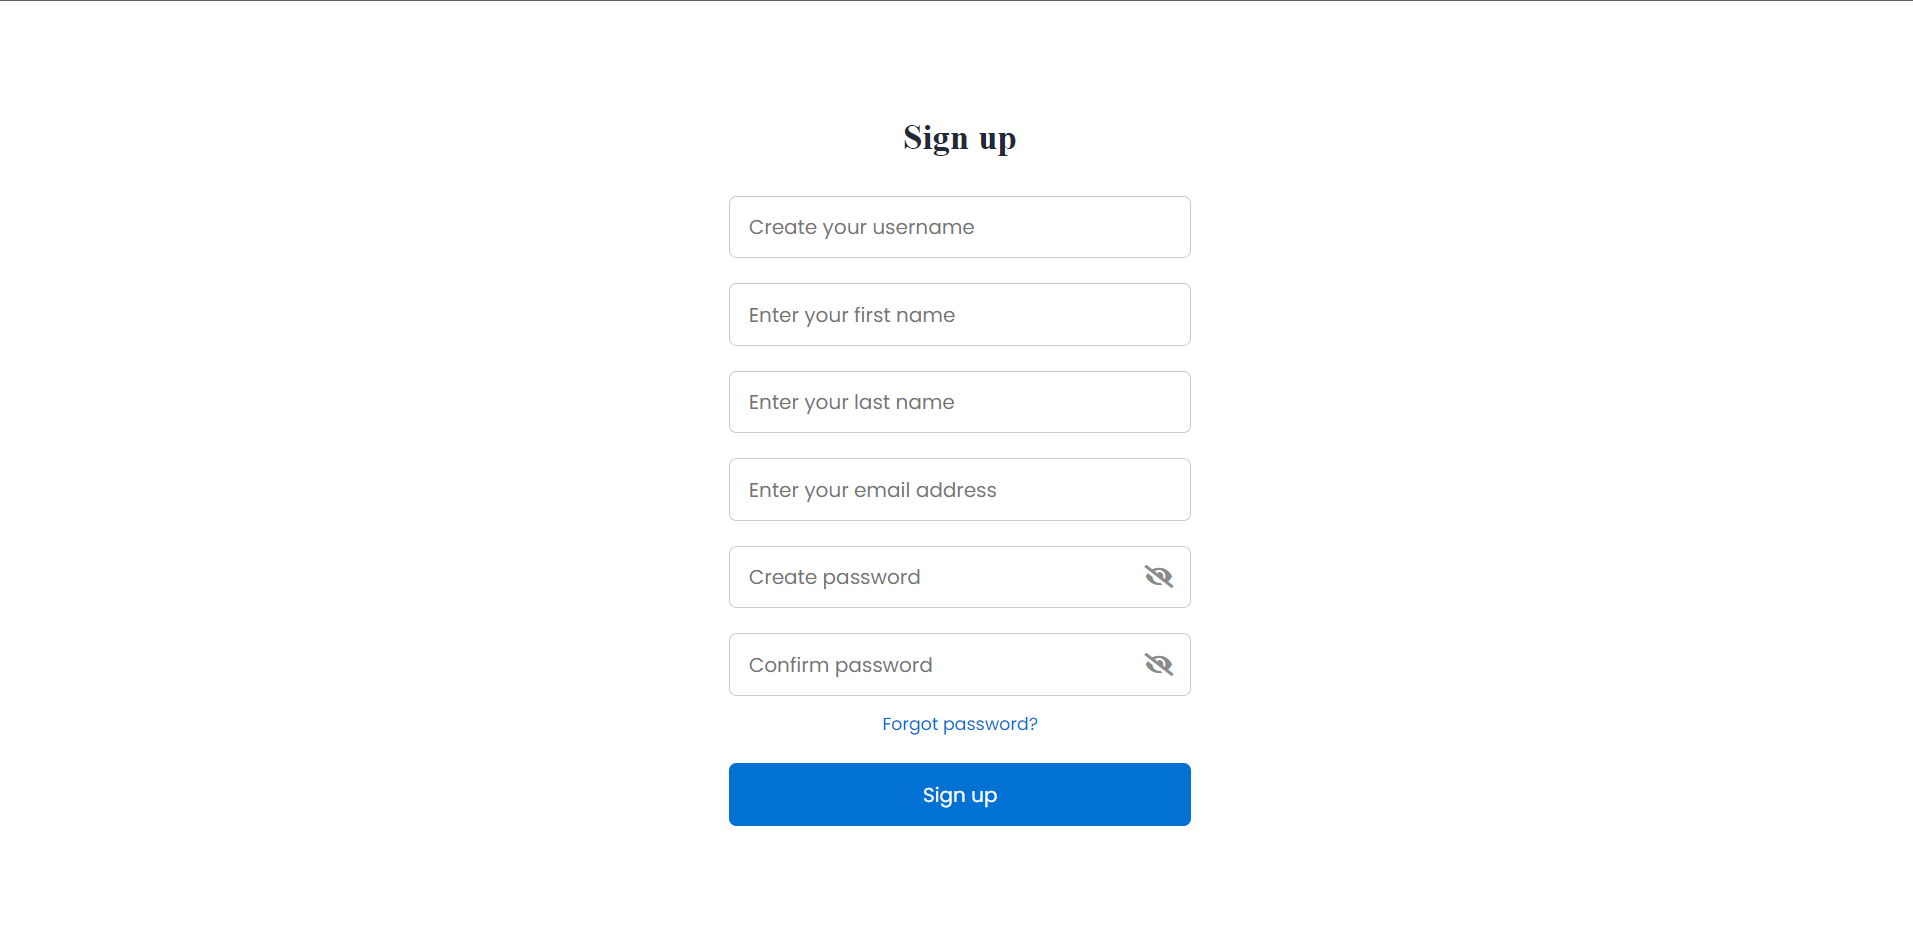 Sign up
Create your username
Enter your first name
Enter your last name
Enter your email address
Create password
Confirm password
Forgot password?
Sign up